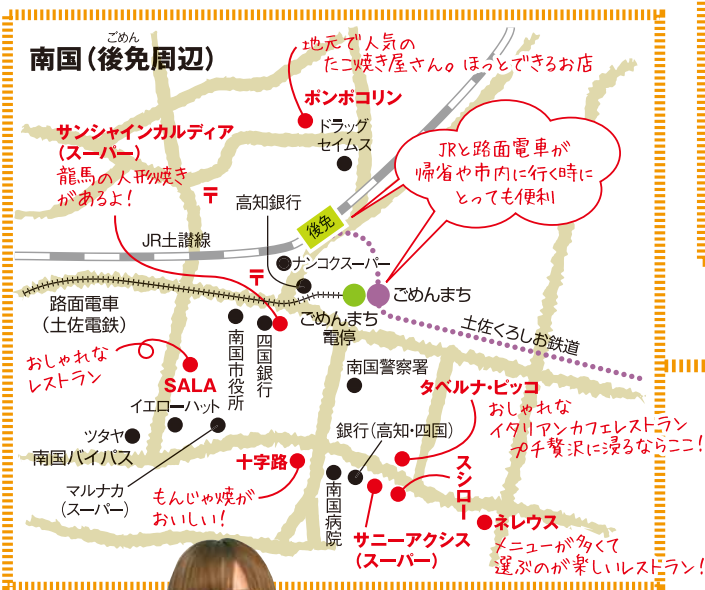 ごめん
南国（後免周辺）
地元で人気の
たこ焼き屋さん。ほっとできるお店
ポンポコリン
ドラッグ
セイムス
サンシャインカルディア
（スーパー）
龍馬の人形焼き
があるよ！
〒
JRと路面電車が
帰省や市内に行く時に
とっても便利
高知銀行
後免
JR土讃線
ナンコクスーパー
〒
路面電車
（土佐電鉄）
ごめんまち
ごめんまち
電停
土佐くろしお鉄道
南国市役所
四国銀行
おしゃれな
レストラン
SALA
南国警察署
タベルナ・ピッコ
おしゃれな
イタリアンカフェレストラン
プチ贅沢に浸るならここ！
イエローハット
ツタヤ
南国バイパス
銀行（高知・四国）
マルナカ
（スーパー）
十字路
もんじゃ焼が
おいしい！
南国病院
スシロー
サニーアクシス
（スーパー）
ネレウス
メニューが多くて
選ぶのが楽しいレストラン！